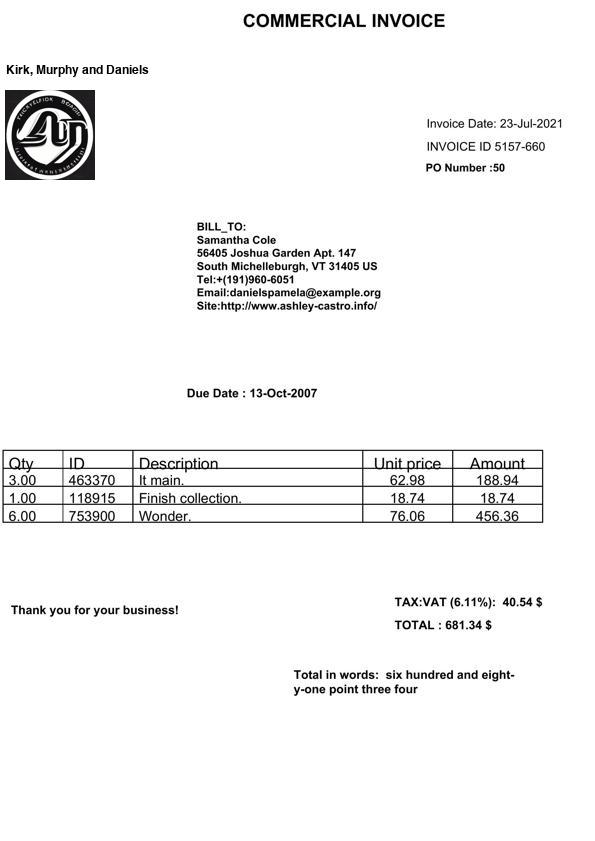 COMMERCIAL INVOICE
Kirk, Murphy and Daniels
Invoice Date: 23-Jul-2021
INVOICE ID 5157-660
PO Number :50
BILL_TO:
Samantha Cole
56405 Joshua Garden Apt. 147
South Michelleburgh, VT 31405 US
Tel:+(191)960-6051
Email:danielspamela@example.org
Site:http://www.ashley-castro.info/
Due Date : 13-Oct-2007
Qty ID Description Unit price Amount
3.00 463370 It main. 62.98 188.94
1.00 118915 Finish collection. 18.74 18.74
6.00 753900 Wonder. 76.06 456.36
TAX:VAT (6.11%): 40.54 $
Thank you for your business!
TOTAL : 681.34 $
Total in words: six hundred and eight-
y-one point three four